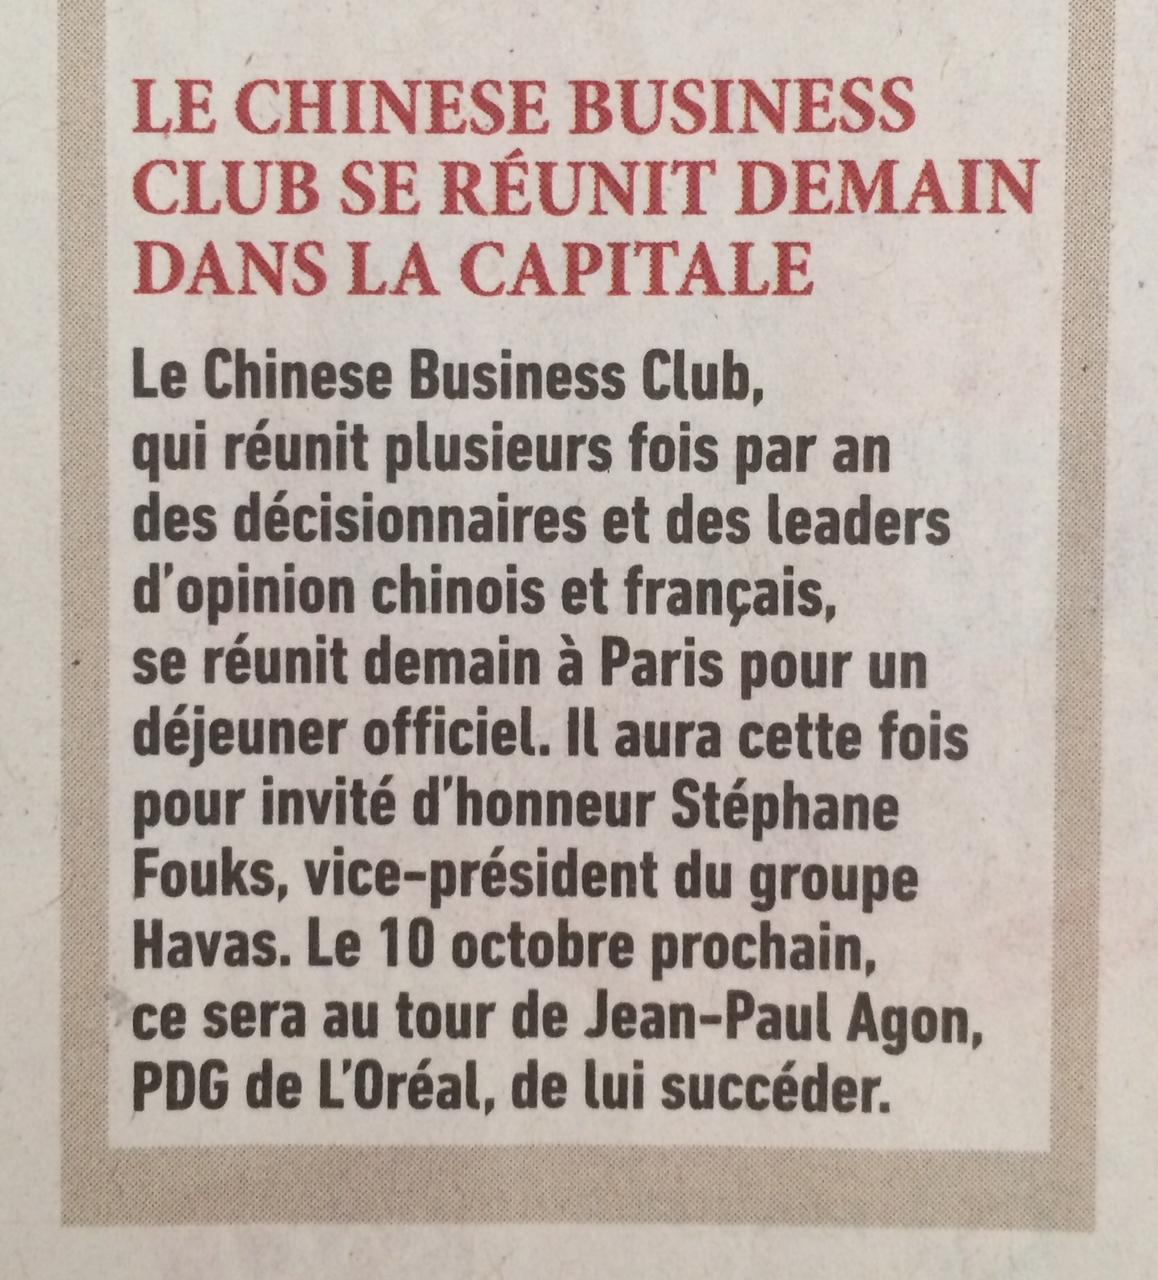 LE CHINESE BUSINESS
CLUB SE RÉUNIT DEMAIN
DANS LA CAPITALE
Le Chinese Business Club,
qui réunit plusieurs fois par an
des décisionnaires et des leaders
d'opinion chinois et français,
se réunit demain à Paris pour un
déjeuner officiel. Il aura cette fois
pour invité d'honneur Stéphane
Fouks, vice-président du groupe
Havas. Le 10 octobre prochain,
ce sera au tour de Jean-Paul Agon,
PDG de L'Oréal, de lui succéder.